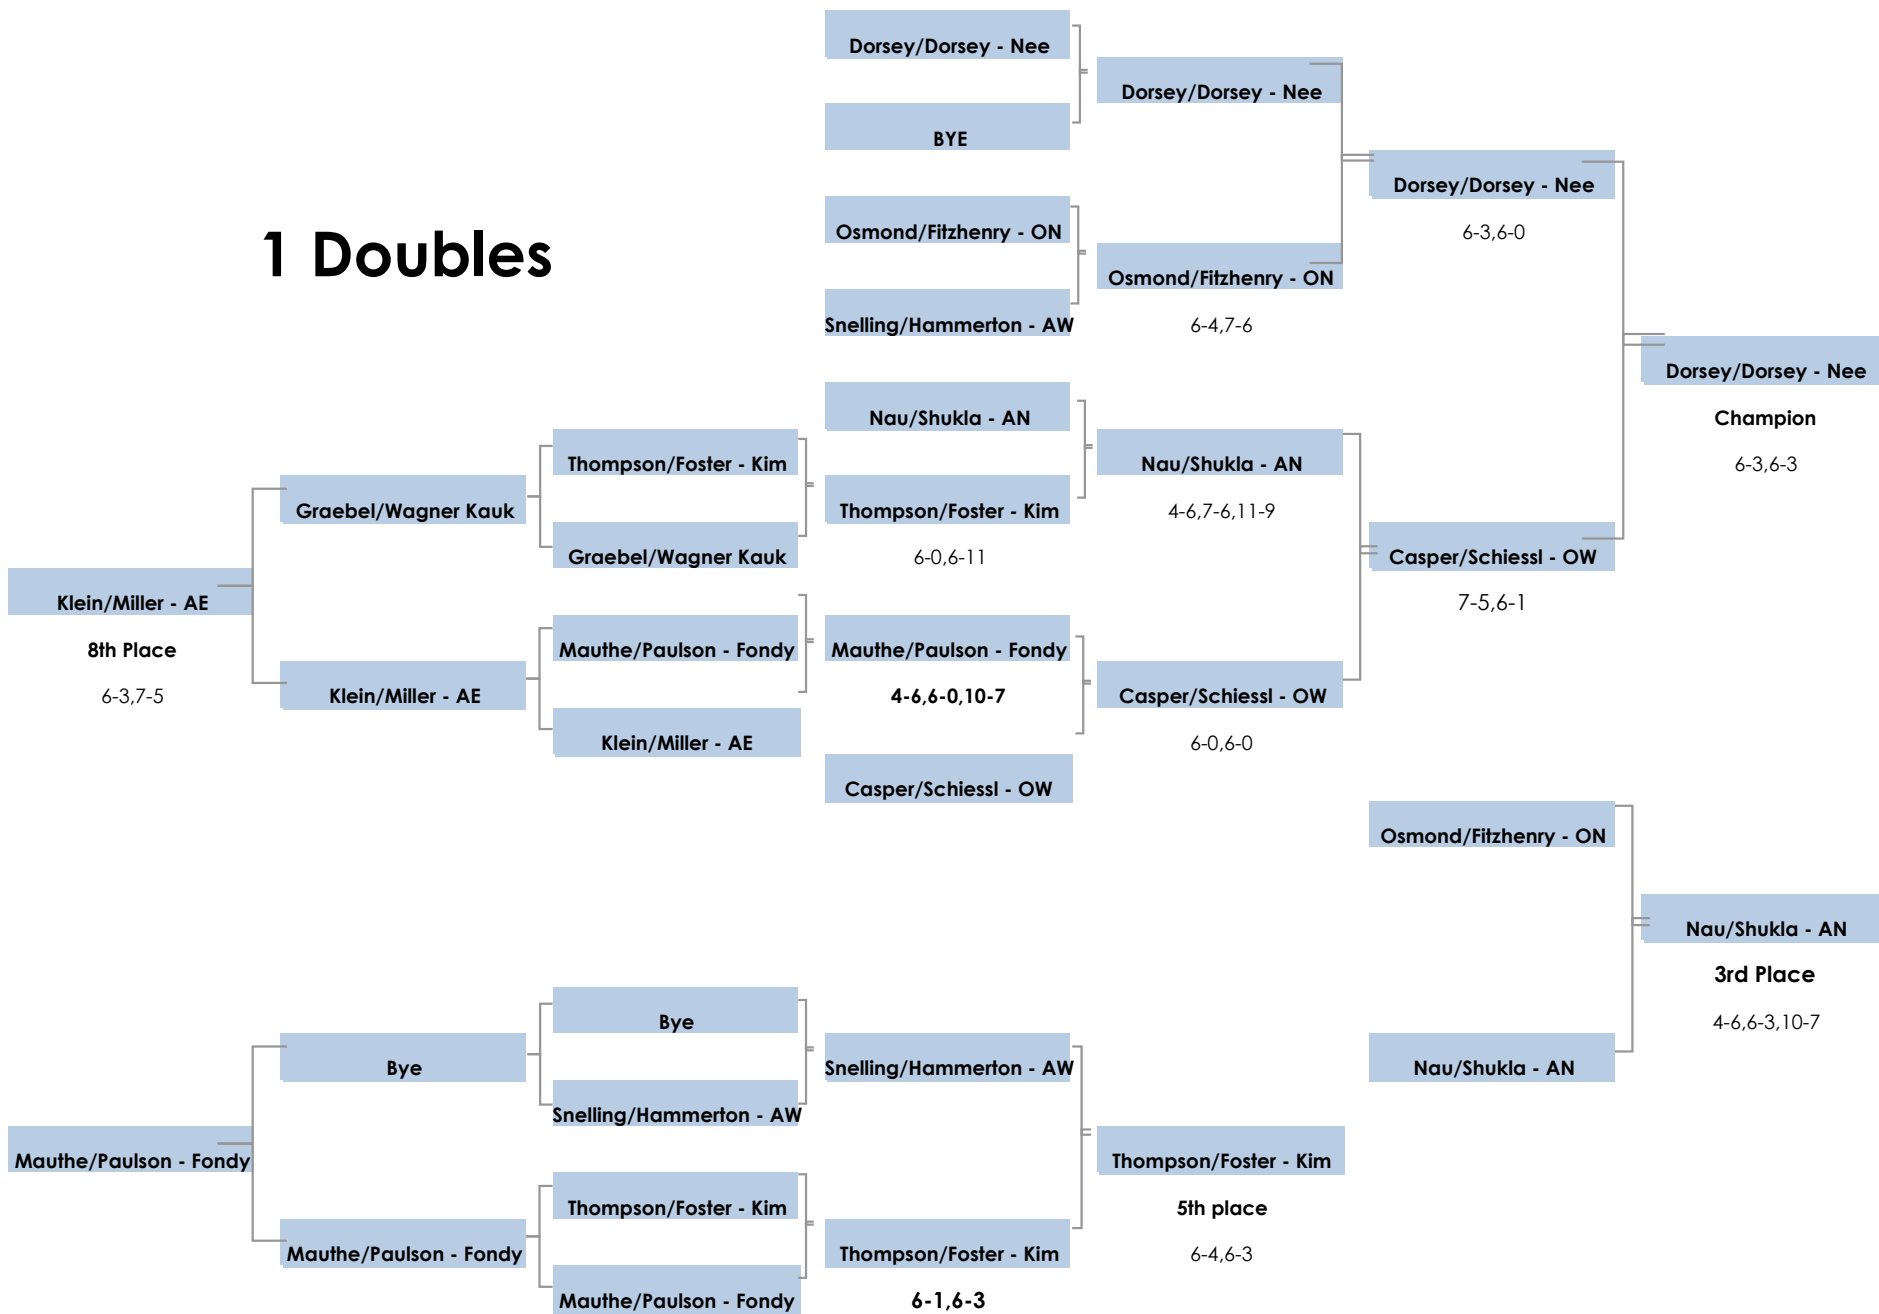 Dorsey/Dorsey - Nee
Dorsey/Dorsey - Nee
BYE
Dorsey/Dorsey - Nee
6-3,6-0
1 Doubles
Osmond/Fitzhenry - ON
Osmond/Fitzhenry - ON
6-4,7-6
Snelling/Hammerton - AW
Dorsey/Dorsey - Nee
Champion
6-3,6-3
Nau/Shukla - AN
Thompson/Foster - Kim
Nau/Shukla - AN
4-6,7-6,11-9
Graebel/Wagner Kauk
Thompson/Foster - Kim
6-0,6-11
Graebel/Wagner Kauk
Casper/Schiessl - OW
7-5,6-1
Klein/Miller - AE
8th Place
6-3,7-5
Mauthe/Paulson - Fondy
Mauthe/Paulson - Fondy
4-6,6-0,10-7
Klein/Miller - AE
Casper/Schiessl - OW
6-0,6-0
Klein/Miller - AE
Casper/Schiessl - OW
Osmond/Fitzhenry - ON
Nau/Shukla - AN
3rd Place
4-6,6-3,10-7
Bye
Bye
Snelling/Hammerton - AW
Nau/Shukla - AN
Snelling/Hammerton - AW
Mauthe/Paulson - Fondy
Thompson/Foster - Kim
5th place
6-4,6-3
Thompson/Foster - Kim
Mauthe/Paulson - Fondy
Thompson/Foster - Kim
6-1,6-3
Mauthe/Paulson - Fondy